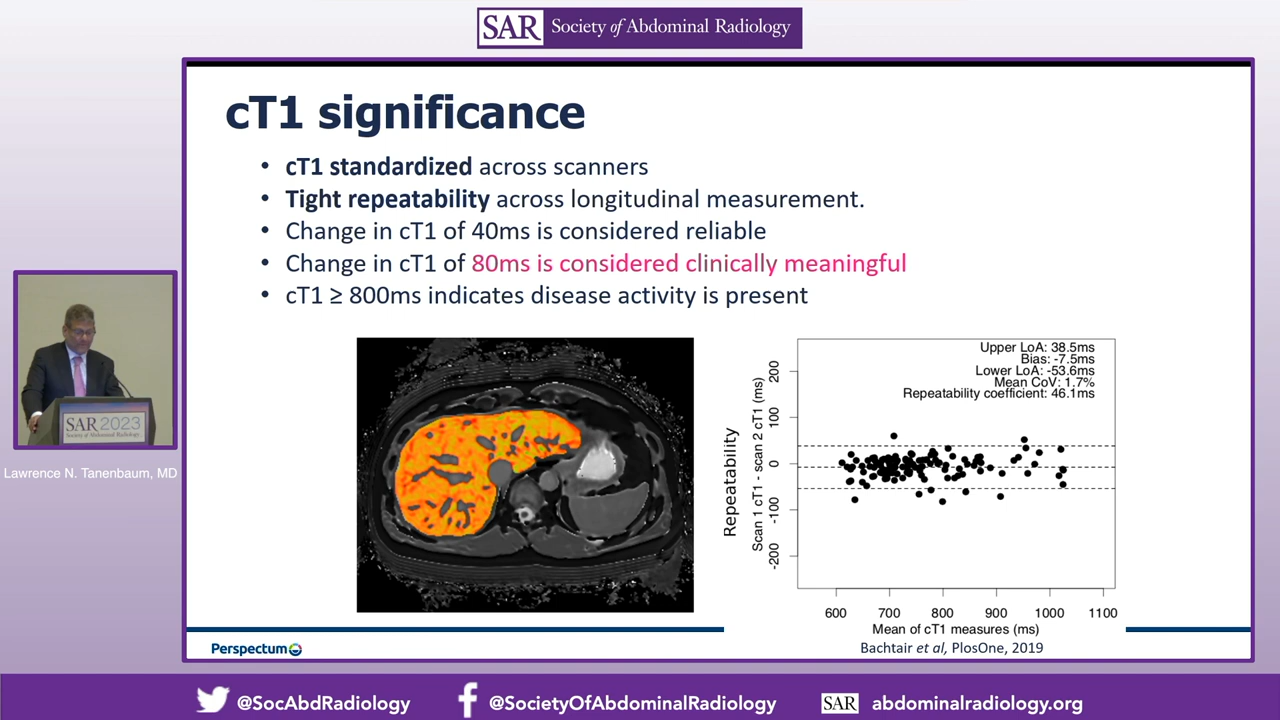 SAR Society of Abdominal Radiology
cT1 significance
• cT1 standardized across scanners
• Tight repeatability across longitudinal measurement.
• Change in cT1 of 40ms is considered reliable
• Change in cT1 of 80ms is considered clinically meaningful
• cT1 ≥ 800ms indicates disease activity is present
SAR 2023
Society of Abdominal Radiology
Lawrence N. Tanenbaum, MD
Upper LoA: 38.5ms
Bias: -7.5ms
Lower LoA: -53.6ms
Mean CoV: 1.7%
Repeatability coefficient: 46.1ms
Repeatability
Scan 1 cT1 - scan 2 cT1 (ms)
200
100
0
-100
-200
600 700 800 900 1000 1100
Mean of cT1 measures (ms)
Bachtair et al, PlosOne, 2019
Perspectum
@SocAbdRadiology
@SocietyOfAbdominalRadiology
SAR abdominalradiology.org